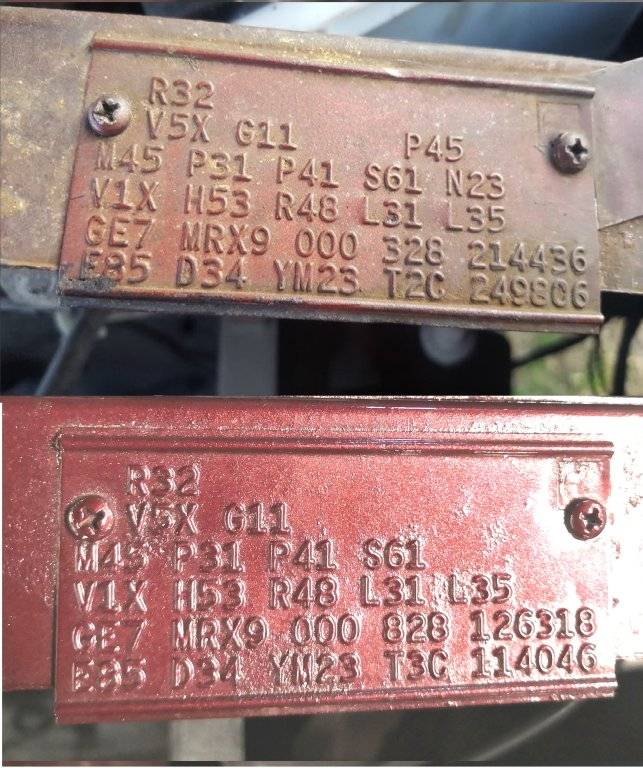 R32
V5X G11 P45
M45 P31 P41 S61 N23
V1X H53 R48 L31 L35
GE7 MRX9 000 328 214436
E85 D34 YM23 T2C 249806
R32
V5X G11
M45 P31 P41 S61
V1X H53 R48 L31 L35
GE7 MRX9 000 828 126318
E85 D34 YM23 T3C 114046